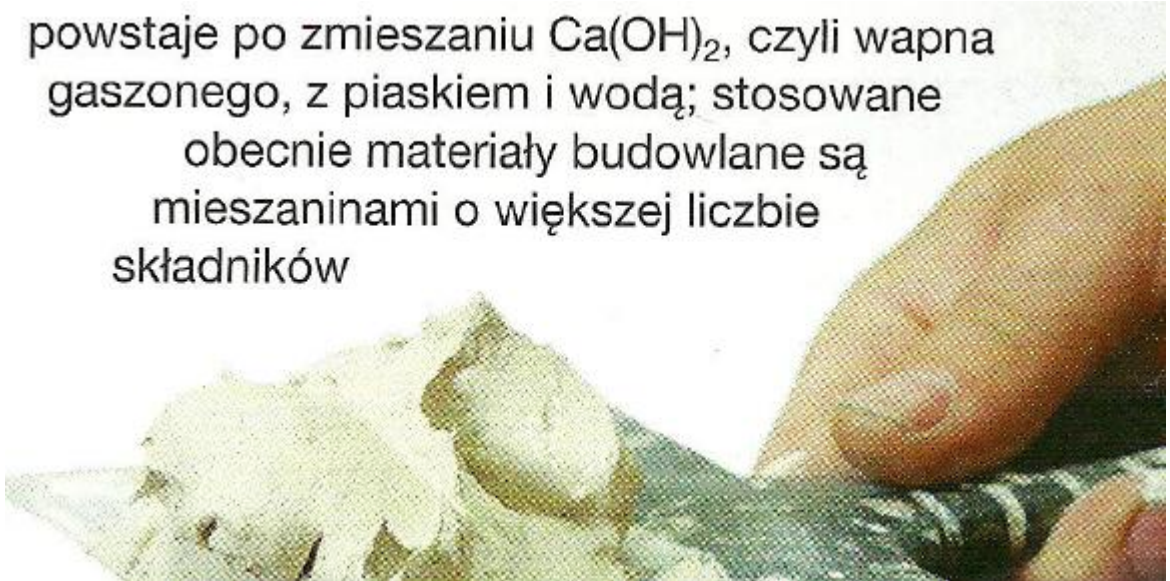 powstaje po zmieszaniu Ca(OH)₂, czyli wapna
gaszonego, z piaskiem i wodą; stosowane
obecnie materiały budowlane są
mieszaninami o większej liczbie
składników